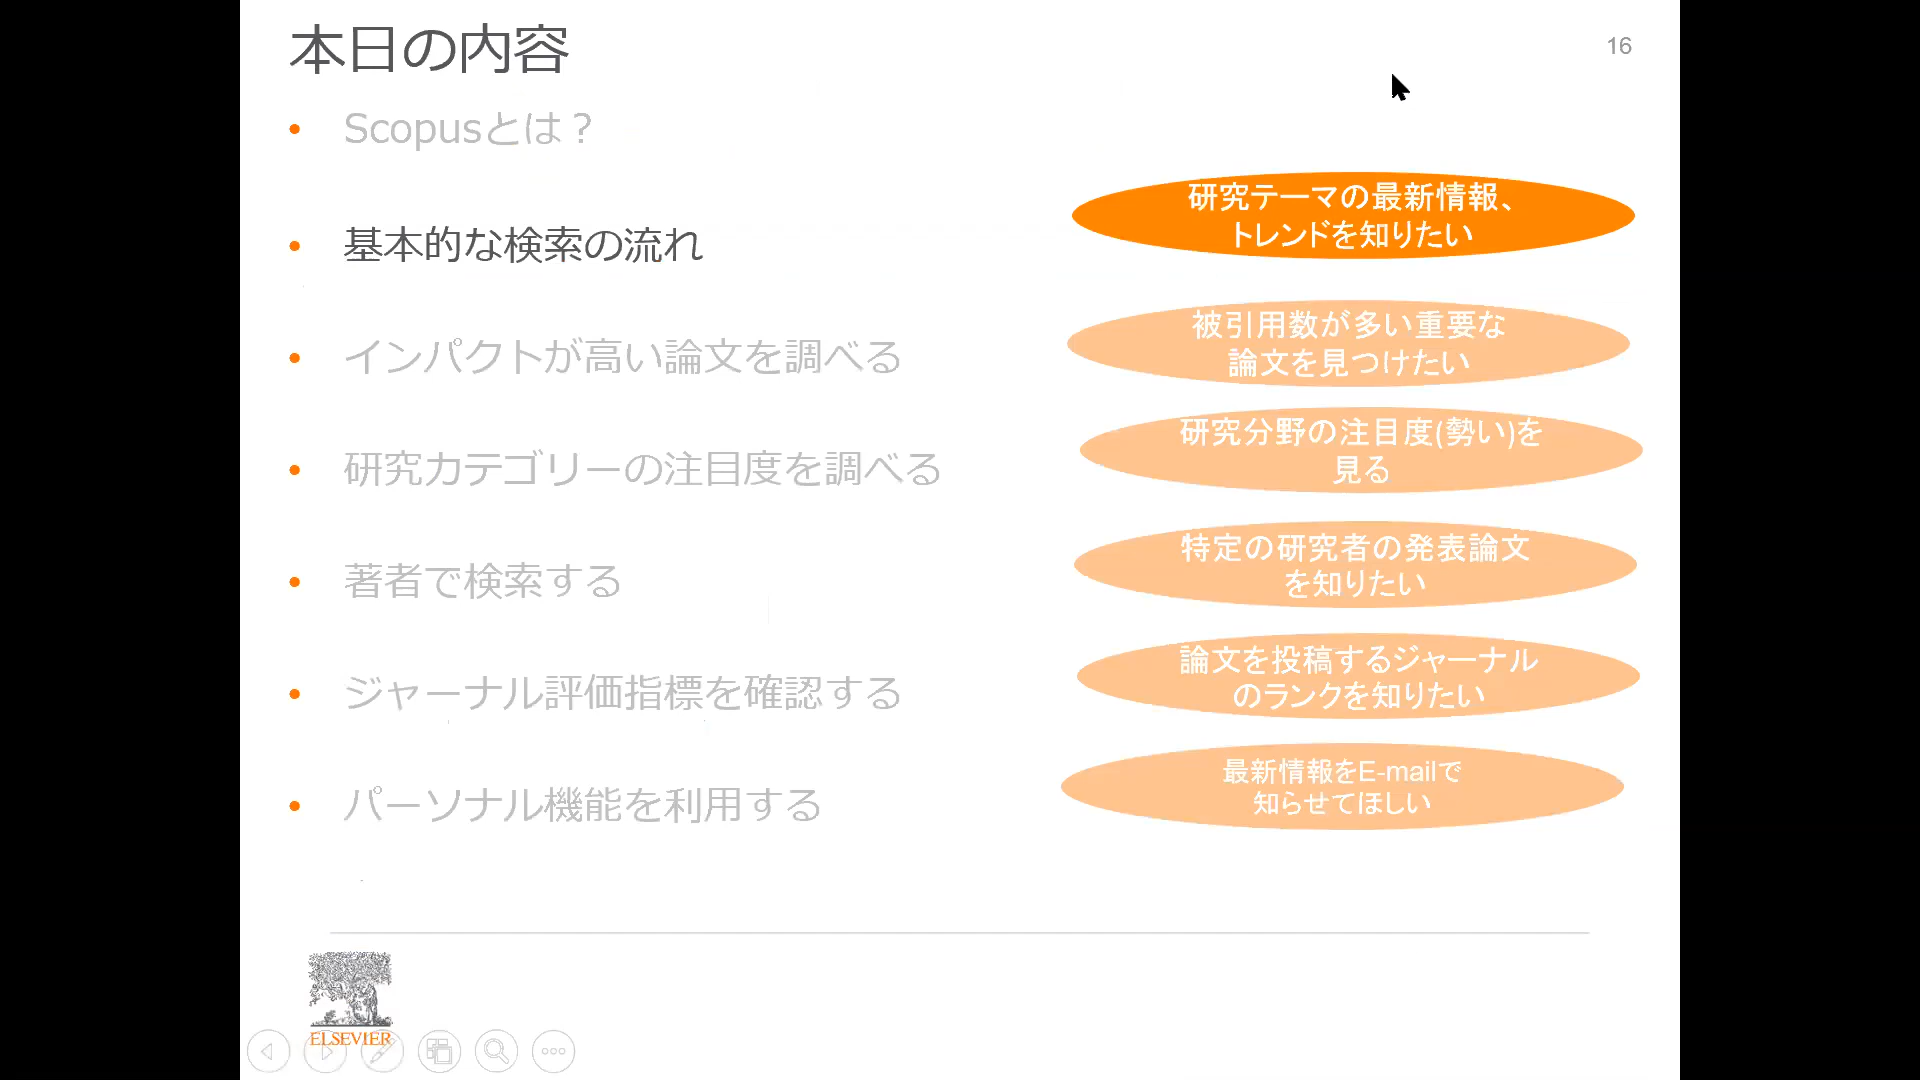 本日の内容
16
• Scopusとは？
• 基本的な検索の流れ
研究テーマの最新情報、
トレンドを知りたい
• インパクトが高い論文を調べる
被引用数が多い重要な
論文を見つけたい
• 研究カテゴリーの注目度を調べる
研究分野の注目度(勢い)を
見る
• 著者で検索する
特定の研究者の発表論文
を知りたい
• ジャーナル評価指標を確認する
論文を投稿するジャーナル
のランクを知りたい
• パーソナル機能を利用する
最新情報をE-mailで
知らせてほしい
ELSEVIER